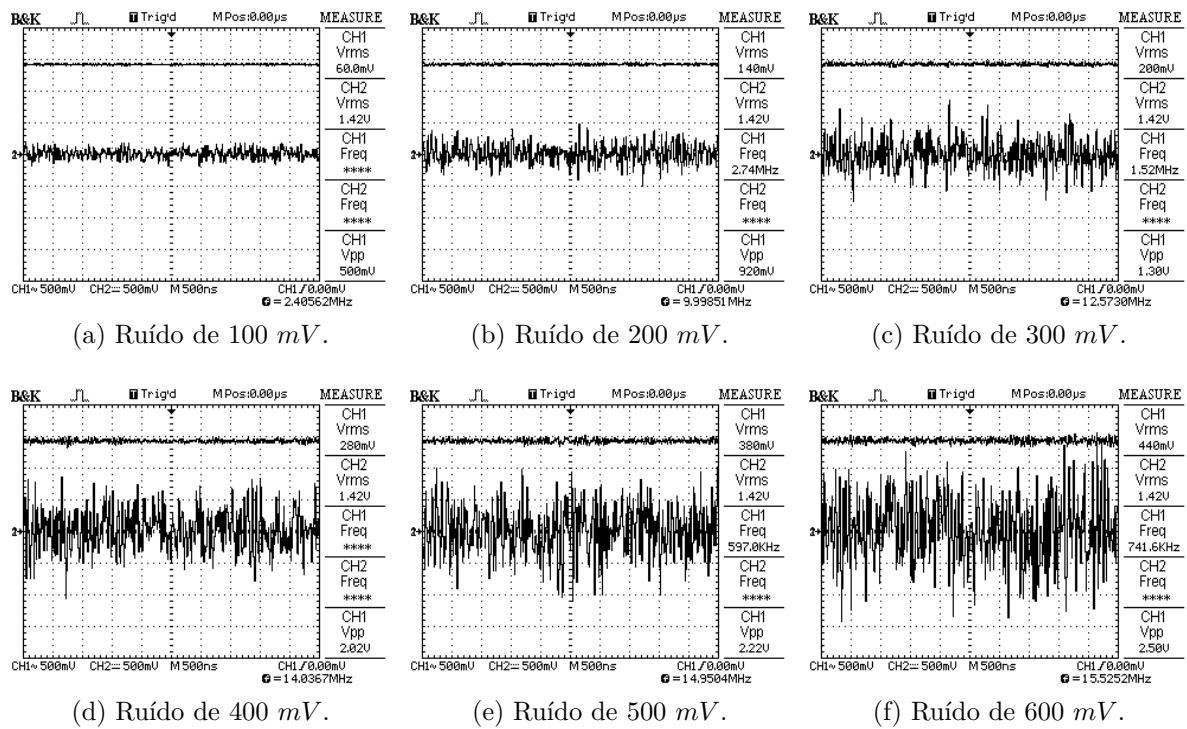 B&K Trig'd M Pos:0.00µs MEASURE
CH1
Vrms
60.0mV
CH2
Vrms
1.42V
CH1
Freq
****
CH2
Freq
****
CH1
Vpp
500mV
2
CH1~ 500mV CH2 500mV M 500ns CH1 / 0.00mV
= 2.40562MHz
(a) Ruído de 100 mV.
B&K Trig'd M Pos:0.00µs MEASURE
CH1
Vrms
140mV
CH2
Vrms
1.42V
CH1
Freq
2.74MHz
CH2
Freq
****
CH1
Vpp
920mV
2
CH1~ 500mV CH2 500mV M 500ns CH1 / 0.00mV
= 9.99851MHz
(b) Ruído de 200 mV.
B&K Trig'd M Pos:0.00µs MEASURE
CH1
Vrms
200mV
CH2
Vrms
1.42V
CH1
Freq
1.52MHz
CH2
Freq
****
CH1
Vpp
1.30V
2
CH1~ 500mV CH2 500mV M 500ns CH1 / 0.00mV
= 12.5730MHz
(c) Ruído de 300 mV.
B&K Trig'd M Pos:0.00µs MEASURE
CH1
Vrms
280mV
CH2
Vrms
1.42V
CH1
Freq
****
CH2
Freq
****
CH1
Vpp
2.02V
2
CH1~ 500mV CH2 500mV M 500ns CH1 / 0.00mV
= 14.0367MHz
(d) Ruído de 400 mV.
B&K Trig'd M Pos:0.00µs MEASURE
CH1
Vrms
380mV
CH2
Vrms
1.42V
CH1
Freq
597.0KHz
CH2
Freq
****
CH1
Vpp
2.22V
2
CH1~ 500mV CH2 500mV M 500ns CH1 / 0.00mV
= 14.9504MHz
(e) Ruído de 500 mV.
B&K Trig'd M Pos:0.00µs MEASURE
CH1
Vrms
440mV
CH2
Vrms
1.42V
CH1
Freq
741.6KHz
CH2
Freq
****
CH1
Vpp
2.50V
2
CH1~ 500mV CH2 500mV M 500ns CH1 / 0.00mV
= 15.5252MHz
(f) Ruído de 600 mV.